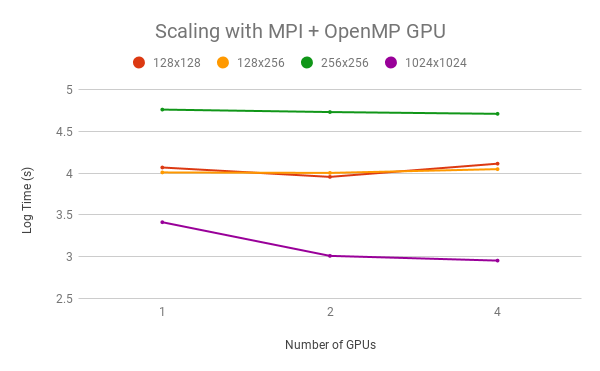 Scaling with MPI + OpenMP GPU
128x128 128x256 256x256 1024x1024
5
4.5
4
3.5
3
2.5
Log Time (s)
1 2 4
Number of GPUs